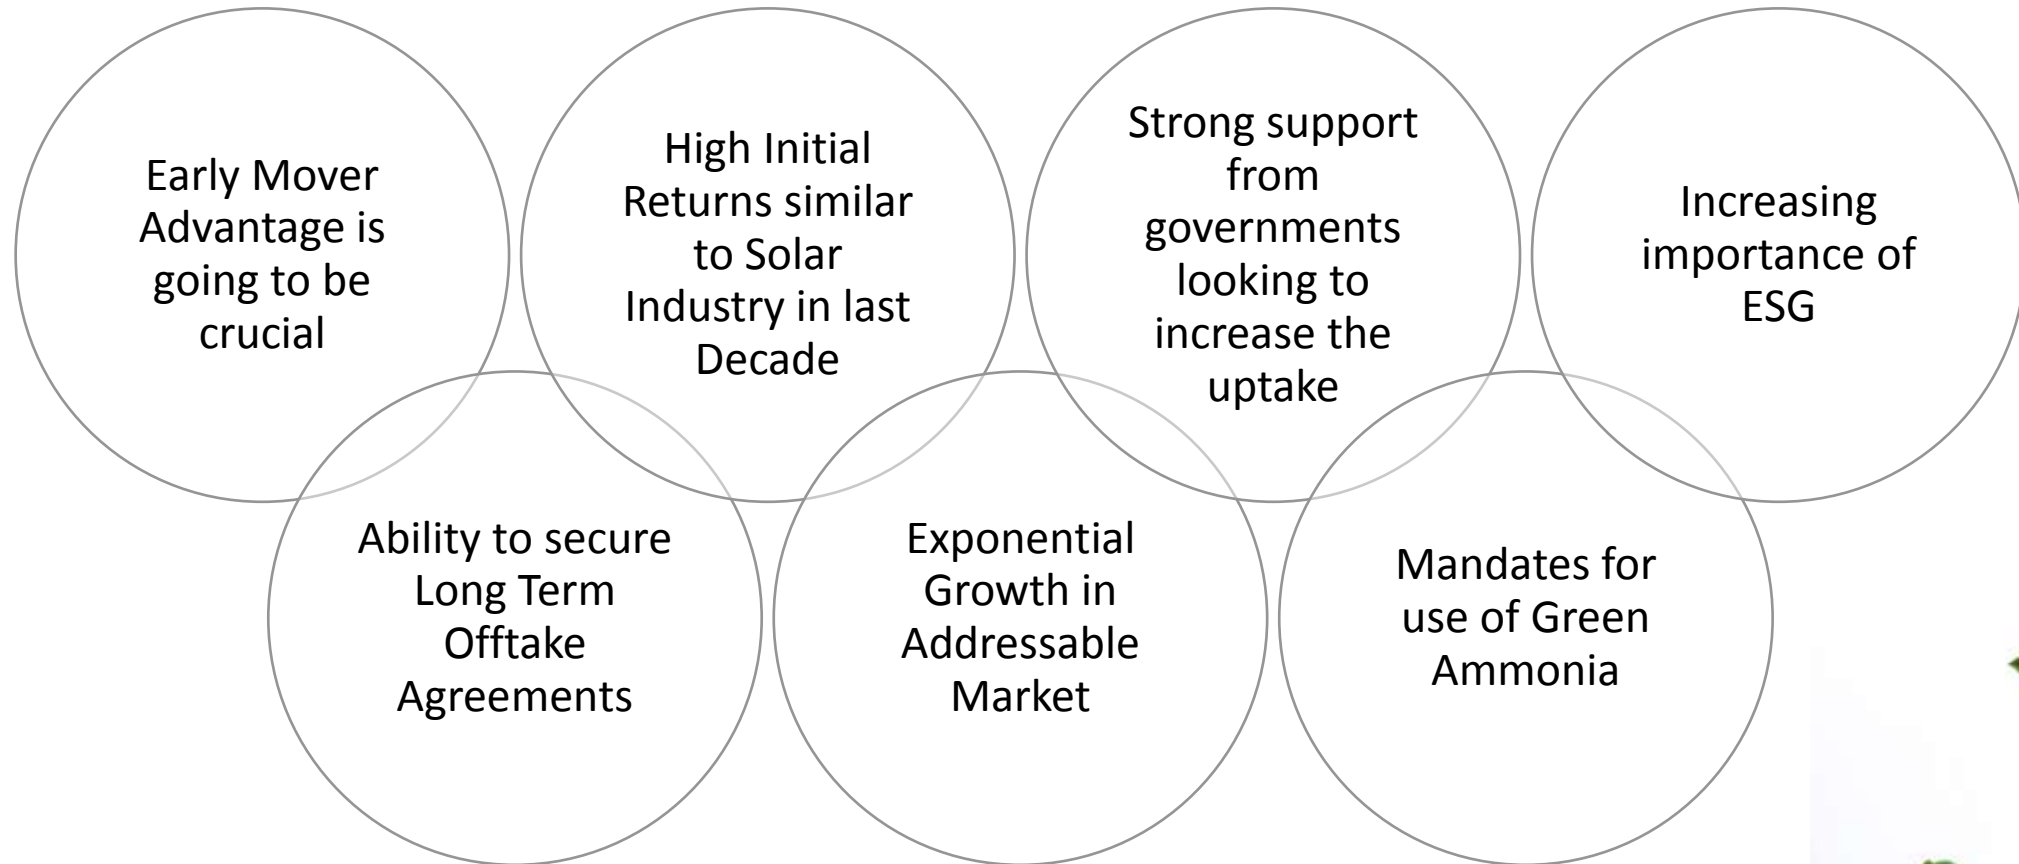 Early Mover
Advantage is
going to be
crucial
Ability to secure
Long Term
Offtake
Agreements
High Initial
Returns similar
to Solar
Industry in last
Decade
Exponential
Growth in
Addressable
Market
Strong support
from
governments
looking to
increase the
uptake
Mandates for
use of Green
Ammonia
Increasing
importance of
ESG